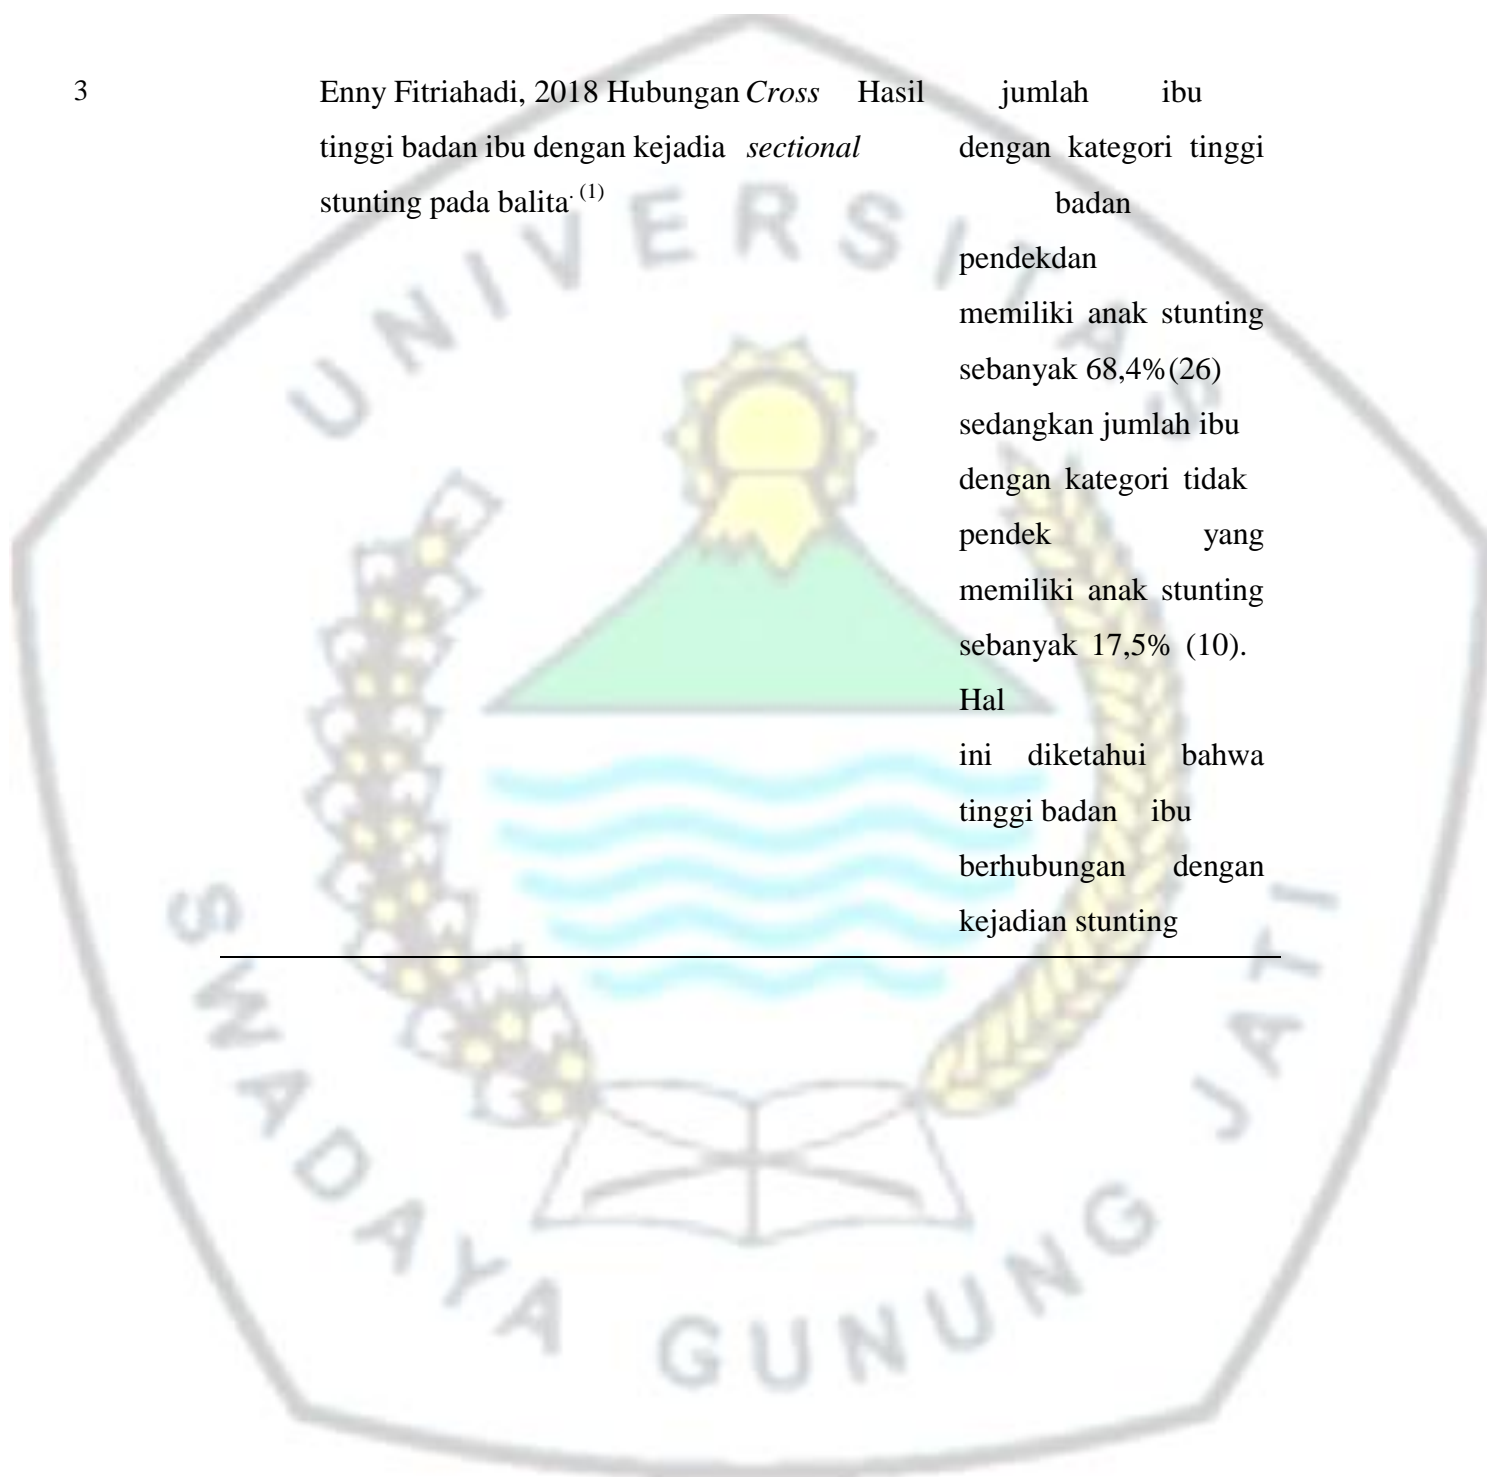 3 Enny Fitriahadi, 2018 Hubungan Cross Hasil jumlah ibu
tinggi badan ibu dengan kejadia sectional dengan kategori tinggi
stunting pada balita. (1) badan
pendekdan
memiliki anak stunting
sebanyak 68,4%(26)
sedangkan jumlah ibu
dengan kategori tidak
pendek yang
memiliki anak stunting
sebanyak 17,5% (10).
Hal
ini diketahui bahwa
tinggi badan ibu
berhubungan dengan
kejadian stunting
UNIVERSITAS
SWADAYA GUNUNG JATI